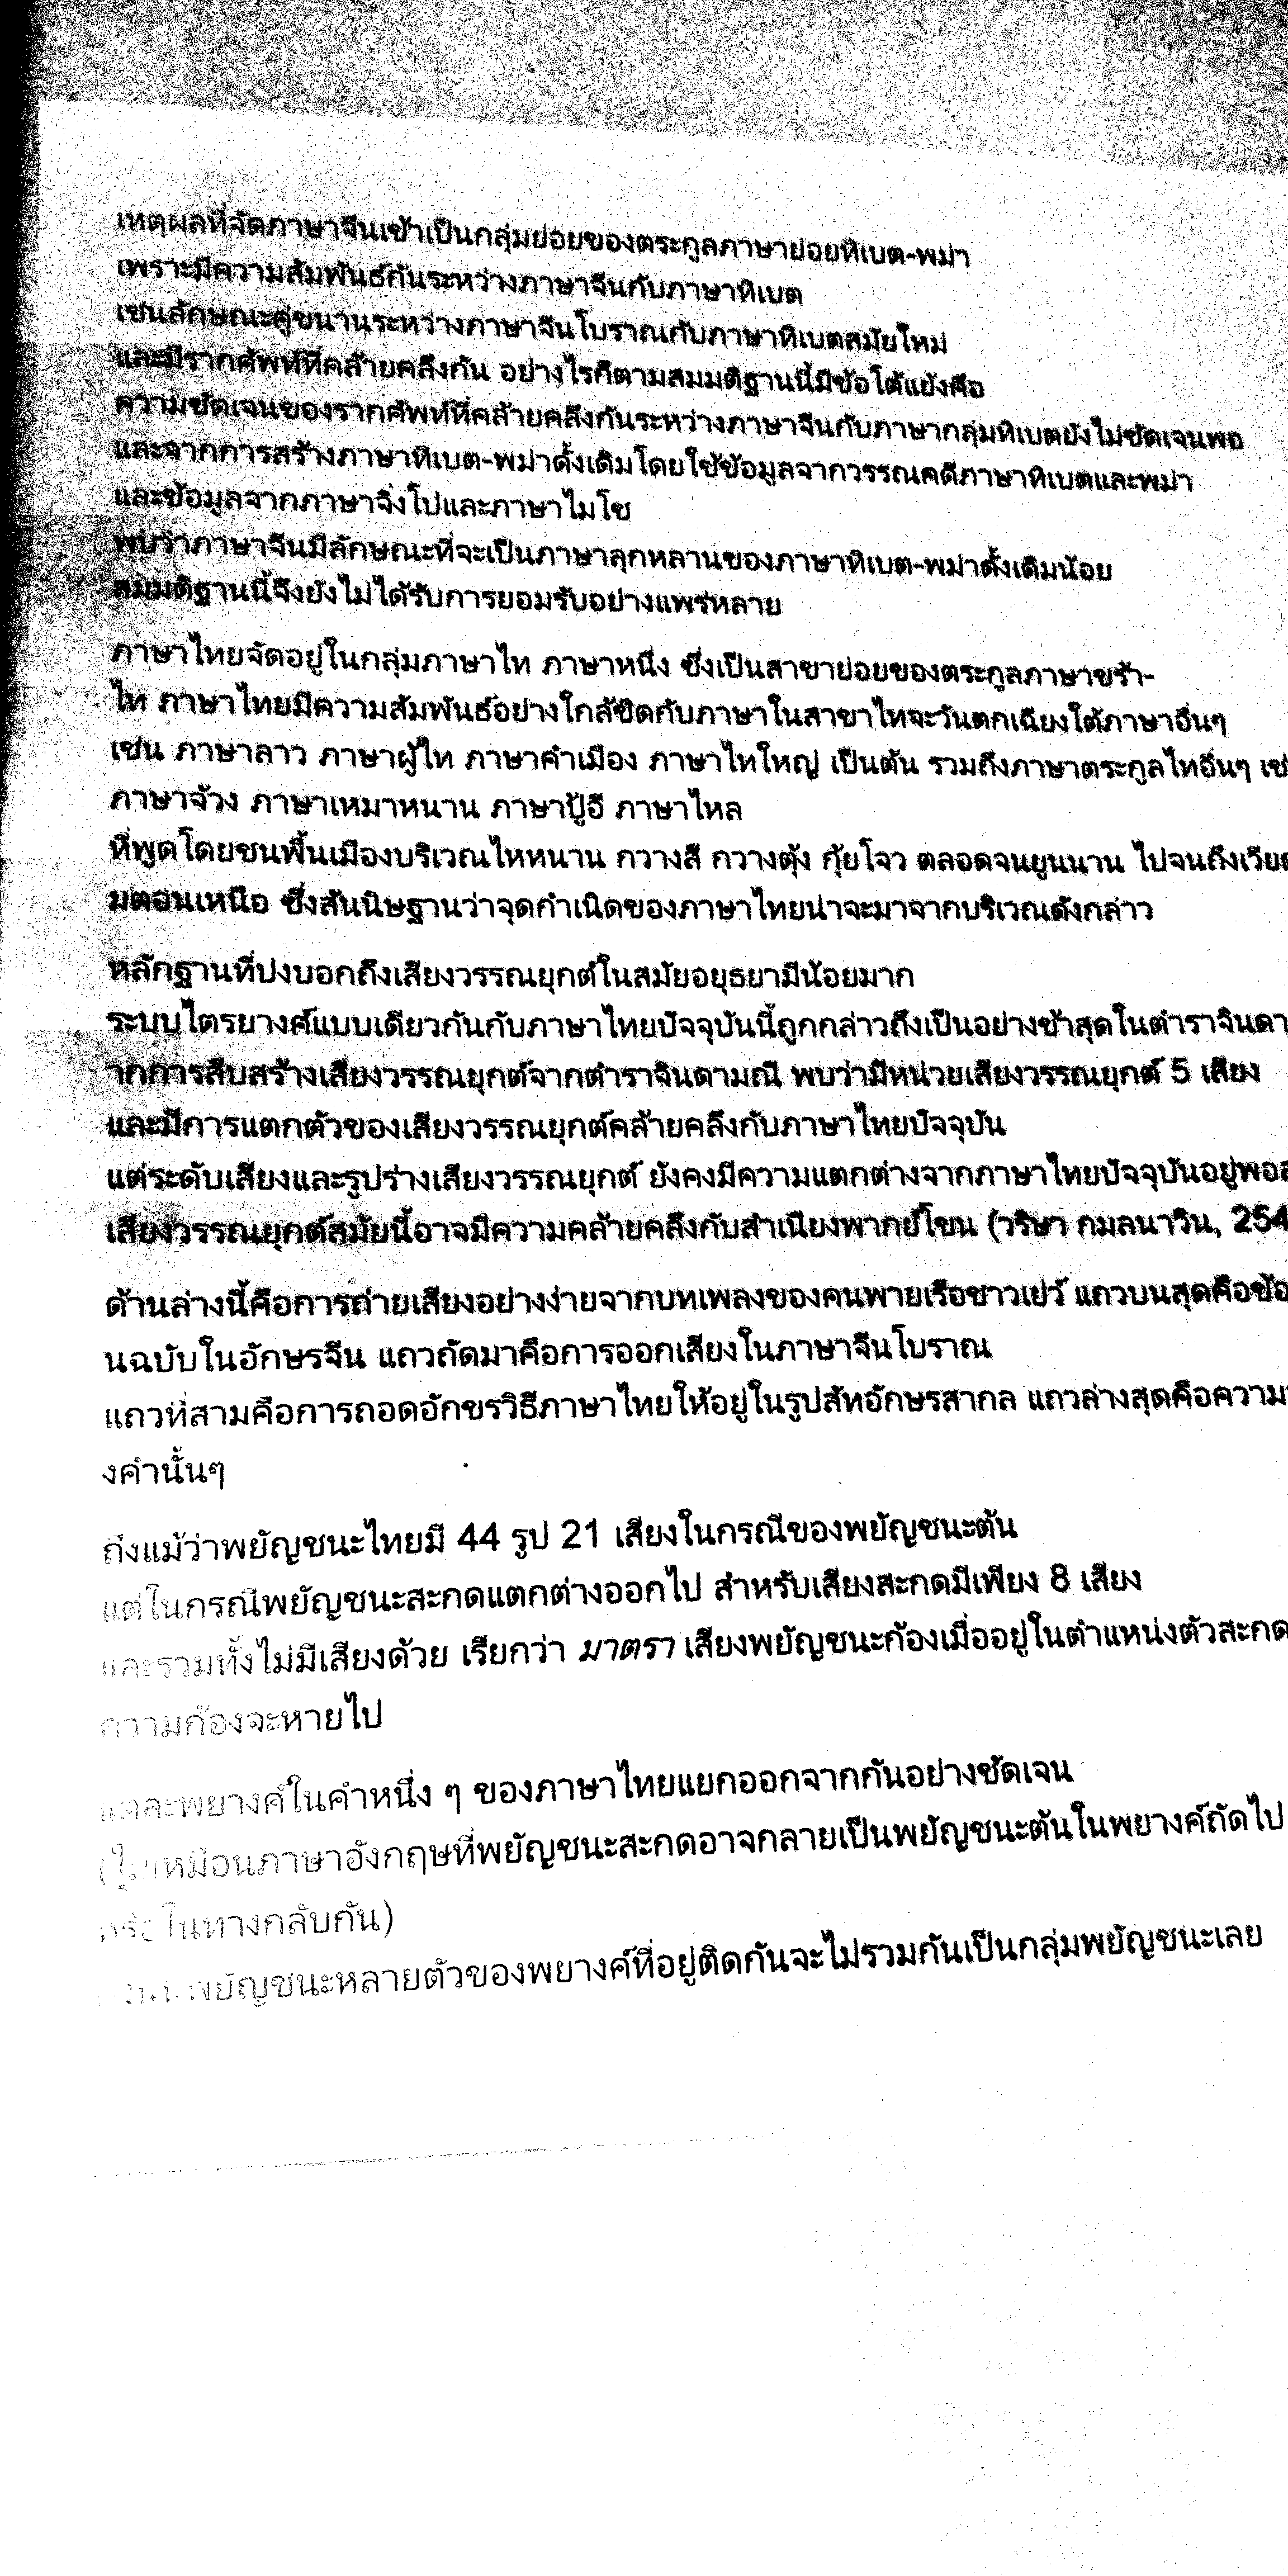 เหตุผลที่จัดภาษาจีนเข้าเป็นกลุ่มย่อยของตระกูลภาษาย่อยทิเบต-พม่า
เพราะมีความสัมพันธ์กันระหว่างภาษาจีนกับภาษาทิเบต
เช่นลักษณะคู่ขนานระหว่างภาษาจีนโบราณกับภาษาทิเบตสมัยใหม่
และมีรากศัพท์ที่คล้ายคลึงกัน อย่างไรก็ตามสมมติฐานนี้มีข้อโต้แย้งคือ
ความชัดเจนของรากศัพท์ที่คล้ายคลึงกันระหว่างภาษาจีนกับภาษากลุ่มทิเบตยังไม่ชัดเจนพอ
และจากการสร้างภาษาทิเบต-พม่าดั้งเดิมโดยใช้ข้อมูลจากวรรณคดีภาษาทิเบตและพม่า
และข้อมูลจากภาษาจิ่งโปและภาษาไมโซ
พบว่าภาษาจีนมีลักษณะที่จะเป็นภาษาลูกหลานของภาษาทิเบต-พม่าดั้งเดิมน้อย
สมมติฐานนี้จึงยังไม่ได้รับการยอมรับอย่างแพร่หลาย
ภาษาไทยจัดอยู่ในกลุ่มภาษาไท ภาษาหนึ่ง ซึ่งเป็นสาขาย่อยของตระกูลภาษาขร้า-
ไท ภาษาไทยมีความสัมพันธ์อย่างใกล้ชิดกับภาษาในสาขาไทจะวันตกเฉียงใต้ภาษาอื่นๆ
เช่น ภาษาลาว ภาษาผู้ไท ภาษาคำเมือง ภาษาไทใหญ่ เป็นต้น รวมถึงภาษาตระกูลไทอื่นๆ เช่
ภาษาจ้วง ภาษาเหมาหนาน ภาษาปู้อี ภาษาไหล
ที่พูดโดยชนพื้นเมืองบริเวณไหหนาน กวางสี กวางตุ้ง กุ้ยโจว ตลอดจนยูนนาน ไปจนถึงเวียด
มตอนเหนือ ซึ่งสันนิษฐานว่าจุดกำเนิดของภาษาไทยน่าจะมาจากบริเวณดังกล่าว
หลักฐานที่บ่งบอกถึงเสียงวรรณยุกต์ในสมัยอยุธยามีน้อยมาก
ระบบไตรยางศ์แบบเดียวกันกับภาษาไทยปัจจุบันนี้ถูกกล่าวถึงเป็นอย่างช้าสุดในตำราจินดา
ากการสืบสร้างเสียงวรรณยุกต์จากตำราจินดามณี พบว่ามีหน่วยเสียงวรรณยุกต์ 5 เสียง
และมีการแตกตัวของเสียงวรรณยุกต์คล้ายคลึงกับภาษาไทยปัจจุบัน
แต่ระดับเสียงและรูปร่างเสียงวรรณยุกต์ ยังคงมีความแตกต่างจากภาษาไทยปัจจุบันอยู่พอส
เสียงวรรณยุกต์สมัยนี้อาจมีความคล้ายคลึงกับสำเนียงพากย์โขน (วริษา กมลนาวิน, 254
ด้านล่างนี้คือการถ่ายเสียงอย่างง่ายจากบทเพลงของคนพายเรือชาวเยว่ แถวบนสุดคือข้อ
นฉบับในอักษรจีน แถวถัดมาคือการออกเสียงในภาษาจีนโบราณ
แถวที่สามคือการถอดอักขรวิธีภาษาไทยให้อยู่ในรูปสัทอักษรสากล แถวล่างสุดคือความ
งคำนั้นๆ
ถึงแม้ว่าพยัญชนะไทยมี 44 รูป 21 เสียงในกรณีของพยัญชนะต้น
แต่ในกรณีพยัญชนะสะกดแตกต่างออกไป สำหรับเสียงสะกดมีเพียง 8 เสียง
และรวมทั้งไม่มีเสียงด้วย เรียกว่า มาตรา เสียงพยัญชนะก้องเมื่ออยู่ในตำแหน่งตัวสะกด
ความก้องจะหายไป
แต่ละพยางค์ในคำหนึ่ง ๆ ของภาษาไทยแยกออกจากกันอย่างชัดเจน
(ไม่เหมือนภาษาอังกฤษที่พยัญชนะสะกดอาจกลายเป็นพยัญชนะต้นในพยางค์ถัดไป
หรือในทางกลับกัน)
พยัญชนะหลายตัวของพยางค์ที่อยู่ติดกันจะไม่รวมกันเป็นกลุ่มพยัญชนะเลย